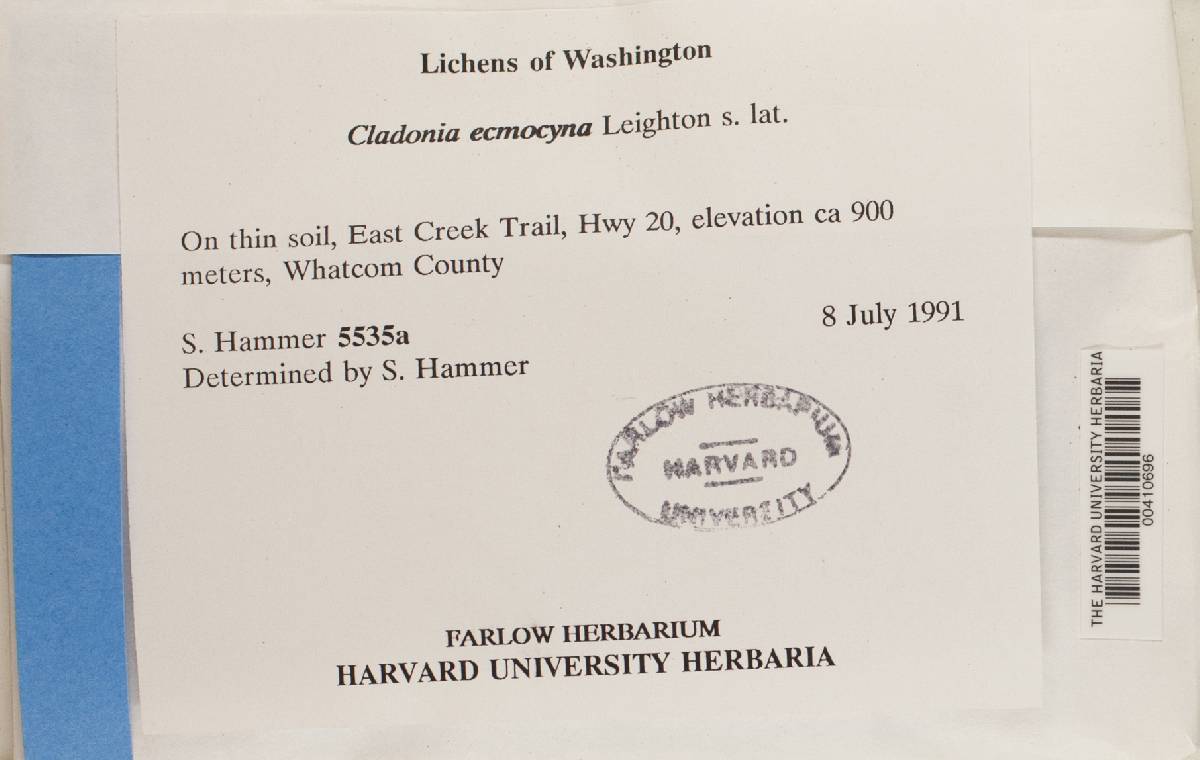 Lichens of Washington
Cladonia ecmocyna Leighton s. lat.
On thin soil, East Creek Trail, Hwy 20, elevation ca 900
meters, Whatcom County
8 July 1991
S. Hammer 5535a
Determined by S. Hammer
FARLOW HERBARIUM
HARVARD
UNIVERSITY
FARLOW HERBARIUM
HARVARD UNIVERSITY HERBARIA
THE HARVARD UNIVERSITY HERBARIA
00410696